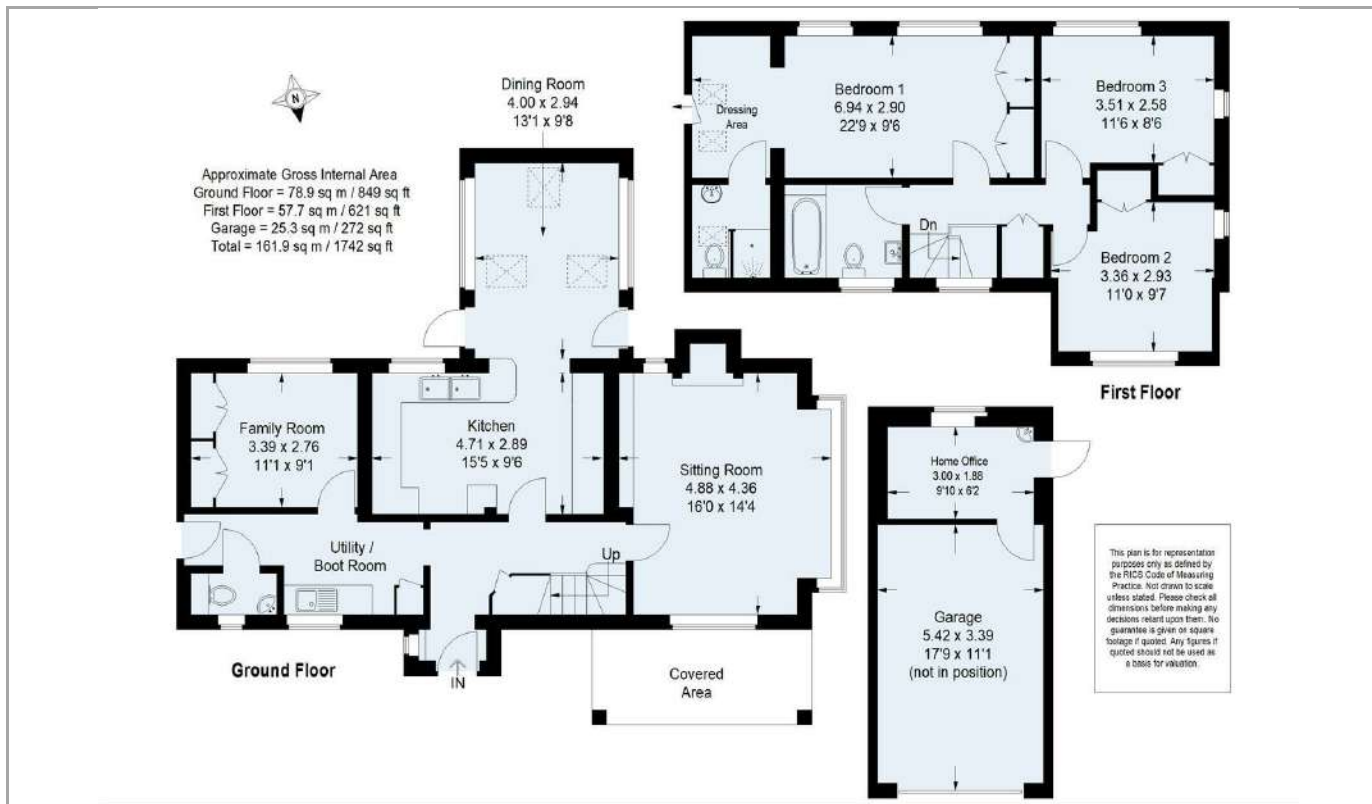 N
Approximate Gross Internal Area
Ground Floor = 78.9 sq m / 849 sq ft
First Floor = 57.7 sq m / 621 sq ft
Garage = 25.3 sq m / 272 sq ft
Total = 161.9 sq m / 1742 sq ft
Dining Room
4.00 x 2.94
13'1 x 9'8
Family Room
3.39 x 2.76
11'1 x 9'1
Kitchen
4.71 x 2.89
15'5 x 9'6
Sitting Room
4.88 x 4.36
16'0 x 14'4
Utility /
Boot Room
Up
IN
Covered
Area
Ground Floor
Dressing
Area
Bedroom 1
6.94 x 2.90
22'9 x 9'6
Bedroom 3
3.51 x 2.58
11'6 x 8'6
Dn
Bedroom 2
3.36 x 2.93
11'0 x 9'7
First Floor
Home Office
3.00 x 1.88
9'10 x 6'2
Garage
5.42 x 3.39
17'9 x 11'1
(not in position)
This plan is for representation
purposes only as defined by
the RICS Code of Measuring
Practice. Not drawn to scale
unless stated. Please check all
dimensions before making any
decisions reliant upon them. No
guarantee is given on square
footage if quoted. Any figures if
quoted should not be used as
a basis for valuation.